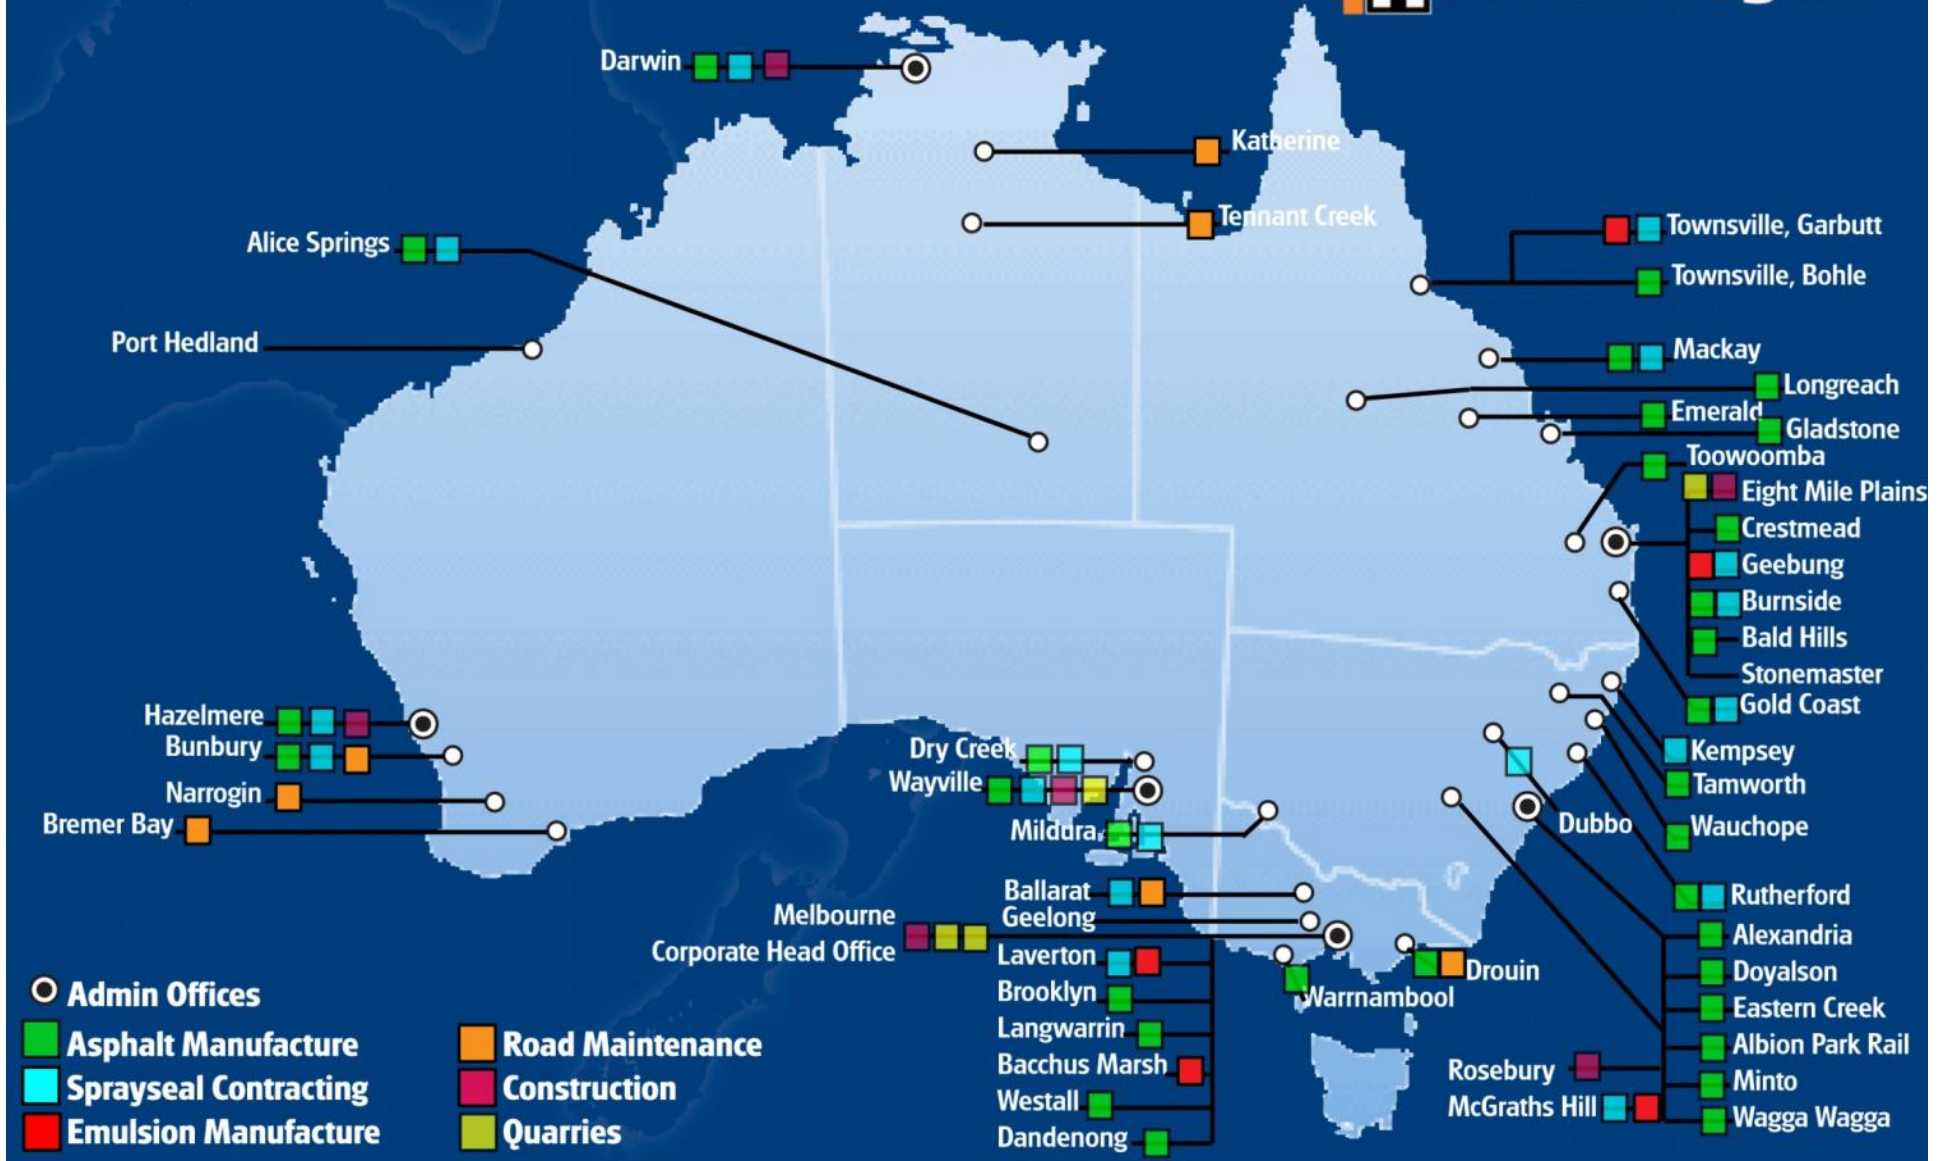 Darwin
Katherine
Tennant Creek
Alice Springs
Port Hedland
Townsville, Garbutt
Townsville, Bohle
Mackay
Longreach
Emerald
Gladstone
Toowoomba
Eight Mile Plains
Crestmead
Geebung
Burnside
Bald Hills
Stonemaster
Gold Coast
Kempsey
Tamworth
Wauchope
Dubbo
Rutherford
Alexandria
Doyalson
Eastern Creek
Albion Park Rail
Minto
Wagga Wagga
Rosebury
McGraths Hill
Hazelmere
Bunbury
Narrogin
Bremer Bay
Dry Creek
Wayville
Mildura
Ballarat
Geelong
Melbourne
Corporate Head Office
Laverton
Brooklyn
Langwarrin
Bacchus Marsh
Westall
Dandenong
Drouin
Warrnambool
Admin Offices
Asphalt Manufacture
Sprayseal Contracting
Emulsion Manufacture
Road Maintenance
Construction
Quarries